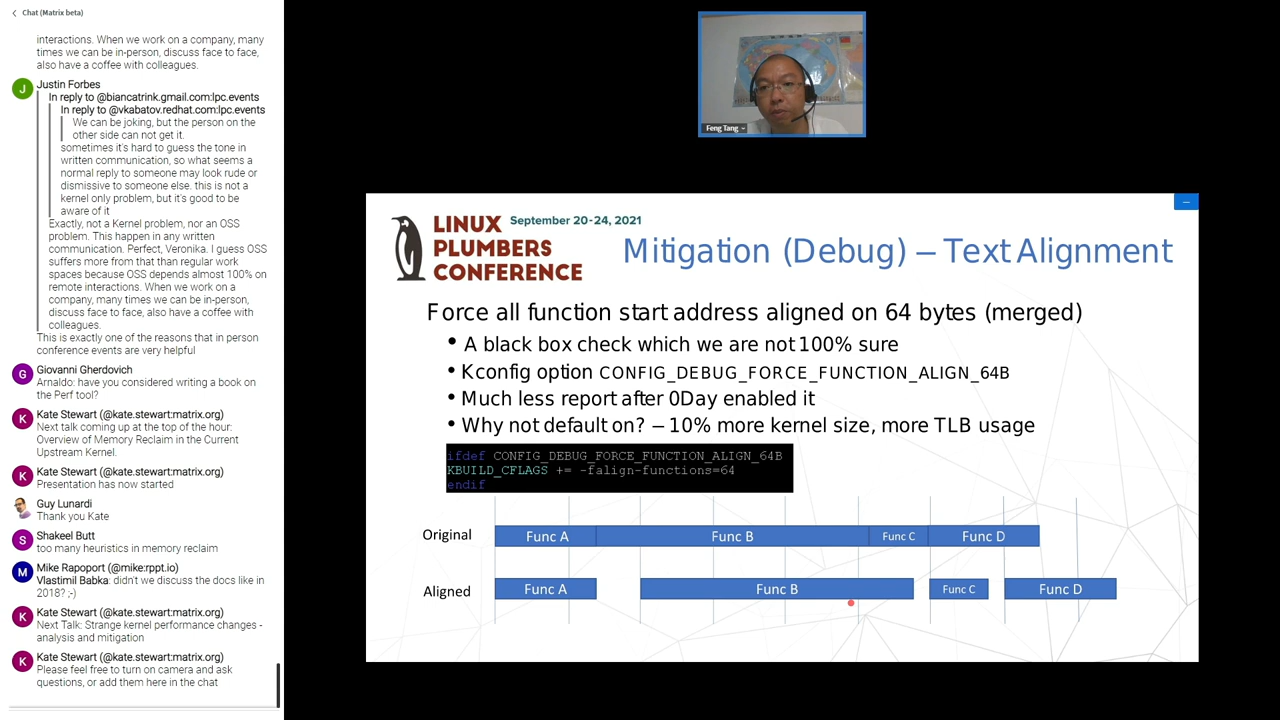 Chat (Matrix beta)
interactions. When we work on a company, many
times we can be in-person, discuss face to face,
also have a coffee with colleagues.
J
Justin Forbes
In reply to @biancatrink.gmail.com:lpc.events
In reply to @vkabatov.redhat.com:lpc.events
We can be joking, but the person on the
other side can not get it.
sometimes it's hard to guess the tone in
written communication, so what seems a
normal reply to someone may look rude or
dismissive to someone else. this is not a
kernel only problem, but it's good to be
aware of it
Exactly, not a Kernel problem, nor an OSS
problem. This happen in any written
communication. Perfect, Veronika. I guess OSS
suffers more from that than regular work
spaces because OSS depends almost 100% on
remote interactions. When we work on a
company, many times we can be in-person,
discuss face to face, also have a coffee with
colleagues.
This is exactly one of the reasons that in person
conference events are very helpful
G
Giovanni Gherdovich
Arnaldo: have you considered writing a book on
the Perf tool?
K
Kate Stewart (@kate.stewart:matrix.org)
Next talk coming up at the top of the hour:
Overview of Memory Reclaim in the Current
Upstream Kernel.
K
Kate Stewart (@kate.stewart:matrix.org)
Presentation has now started
Guy Lunardi
Thank you Kate
S
Shakeel Butt
too many heuristics in memory reclaim
M
Mike Rapoport (@mike:rppt.io)
Vlastimil Babka: didn't we discuss the docs like in
2018? ;-)
K
Kate Stewart (@kate.stewart:matrix.org)
Next Talk: Strange kernel performance changes -
analysis and mitigation
K
Kate Stewart (@kate.stewart:matrix.org)
Please feel free to turn on camera and ask
questions, or add them here in the chat
Feng Tang
LINUX
PLUMBERS
CONFERENCE
September 20-24, 2021
Mitigation (Debug) – Text Alignment
Force all function start address aligned on 64 bytes (merged)
• A black box check which we are not 100% sure
• Kconfig option CONFIG_DEBUG_FORCE_FUNCTION_ALIGN_64B
• Much less report after 0Day enabled it
• Why not default on? – 10% more kernel size, more TLB usage
ifdef CONFIG_DEBUG_FORCE_FUNCTION_ALIGN_64B
KBUILD_CFLAGS += -falign-functions=64
endif
Original
Func A
Func B
Func C
Func D
Aligned
Func A
Func B
Func C
Func D